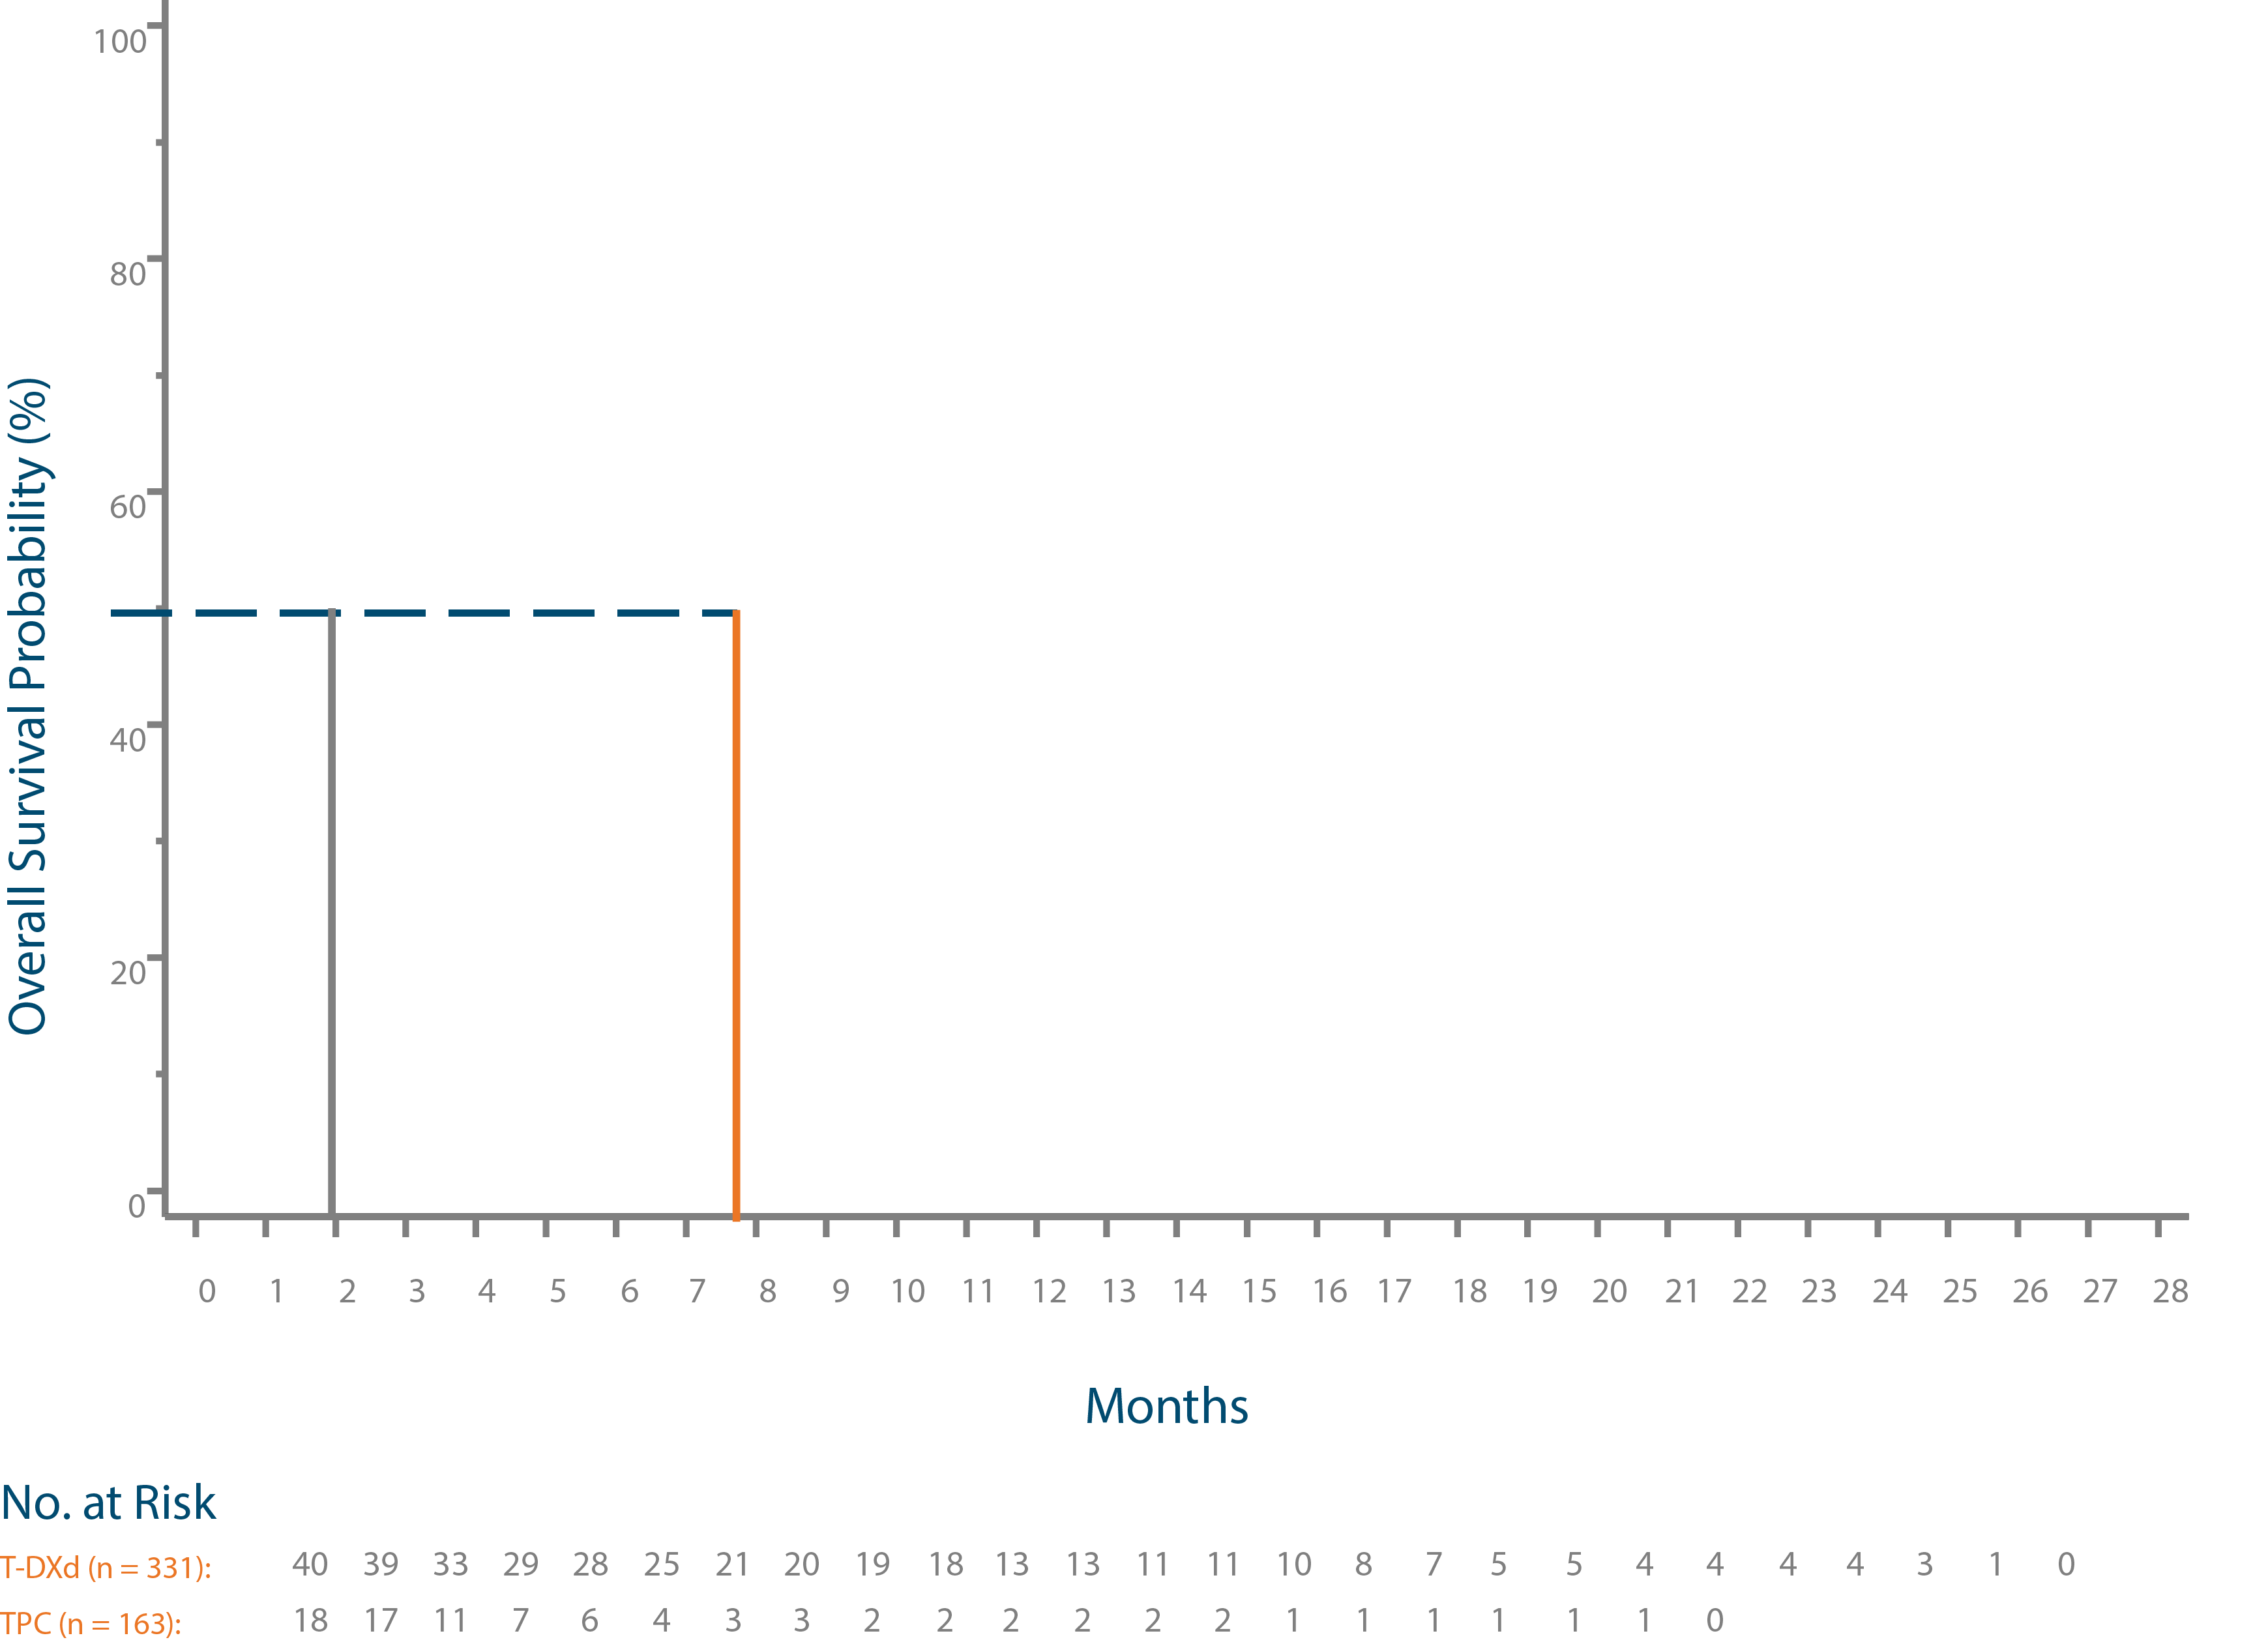 100
80
60
40
20
0
Overall Survival Probability (%)
0 1 2 3 4 5 6 7 8 9 10 11 12 13 14 15 16 17 18 19 20 21 22 23 24 25 26 27 28
Months
No. at Risk
T-DXd (n = 331): 40 39 33 29 28 25 21 20 19 18 13 13 11 11 10 8 7 5 5 4 4 4 4 3 1 0
TPC (n = 163): 18 17 11 7 6 4 3 3 2 2 2 2 2 2 1 1 1 1 1 1 0